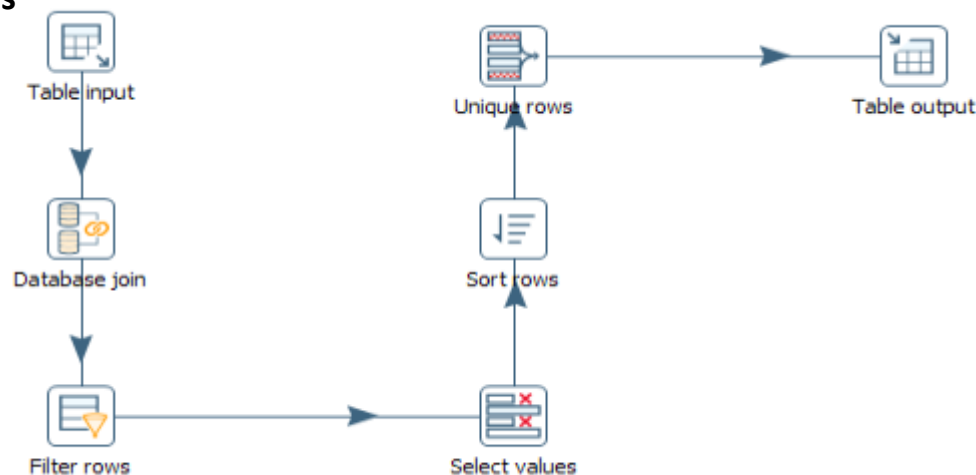 s
Table input
Unique rows
Table output
Database join
Sort rows
Filter rows
Select values